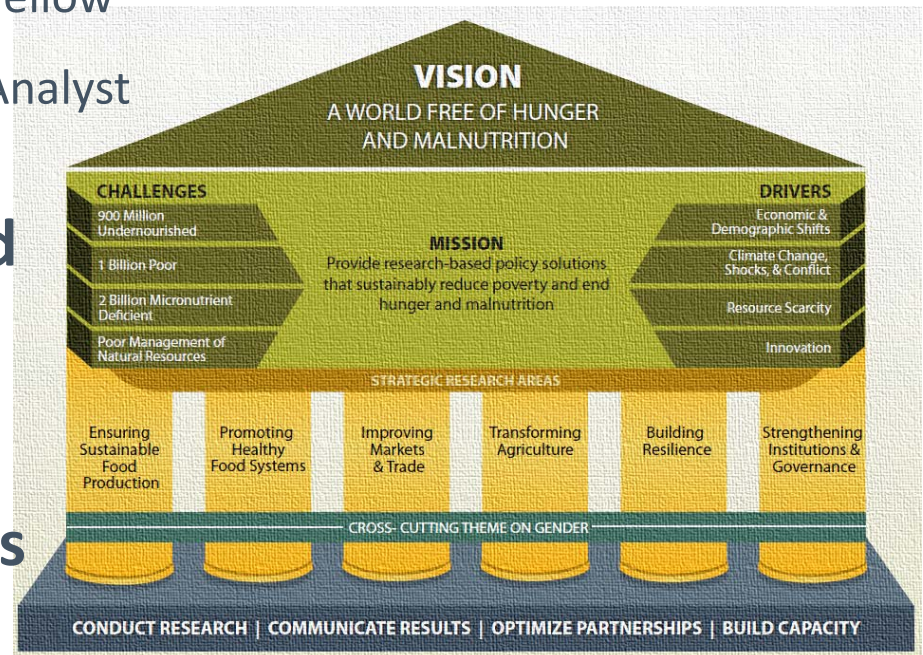 ellow
Analyst
d
s
VISION
A WORLD FREE OF HUNGER
AND MALNUTRITION
CHALLENGES
900 Million
Undernourished
1 Billion Poor
2 Billion Micronutrient
Deficient
Poor Management of
Natural Resources
MISSION
Provide research-based policy solutions
that sustainably reduce poverty and end
hunger and malnutrition
DRIVERS
Economic &
Demographic Shifts
Climate Change,
Shocks, & Conflict
Resource Scarcity
Innovation
STRATEGIC RESEARCH AREAS
Ensuring
Sustainable
Food
Production
Promoting
Healthy
Food Systems
Improving
Markets
& Trade
Transforming
Agriculture
Building
Resilience
Strengthening
Institutions &
Governance
CROSS- CUTTING THEME ON GENDER
CONDUCT RESEARCH | COMMUNICATE RESULTS | OPTIMIZE PARTNERSHIPS | BUILD CAPACITY